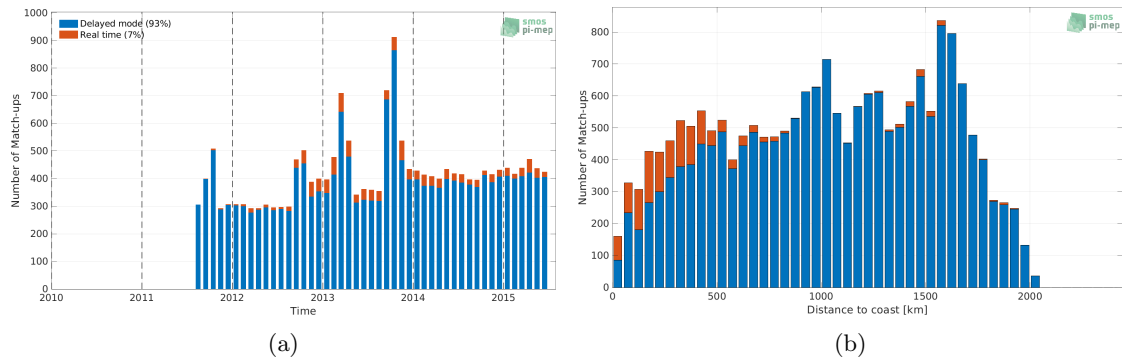 1000
900
800
700
600
500
400
300
200
100
0
Number of Match-ups
Delayed mode (93%)
Real time (7%)
smos
pi-mep
2010 2011 2012 2013 2014 2015
Time
(a)
800
700
600
500
400
300
200
100
0
Number of Match-ups
smos
pi-mep
0 500 1000 1500 2000
Distance to coast [km]
(b)